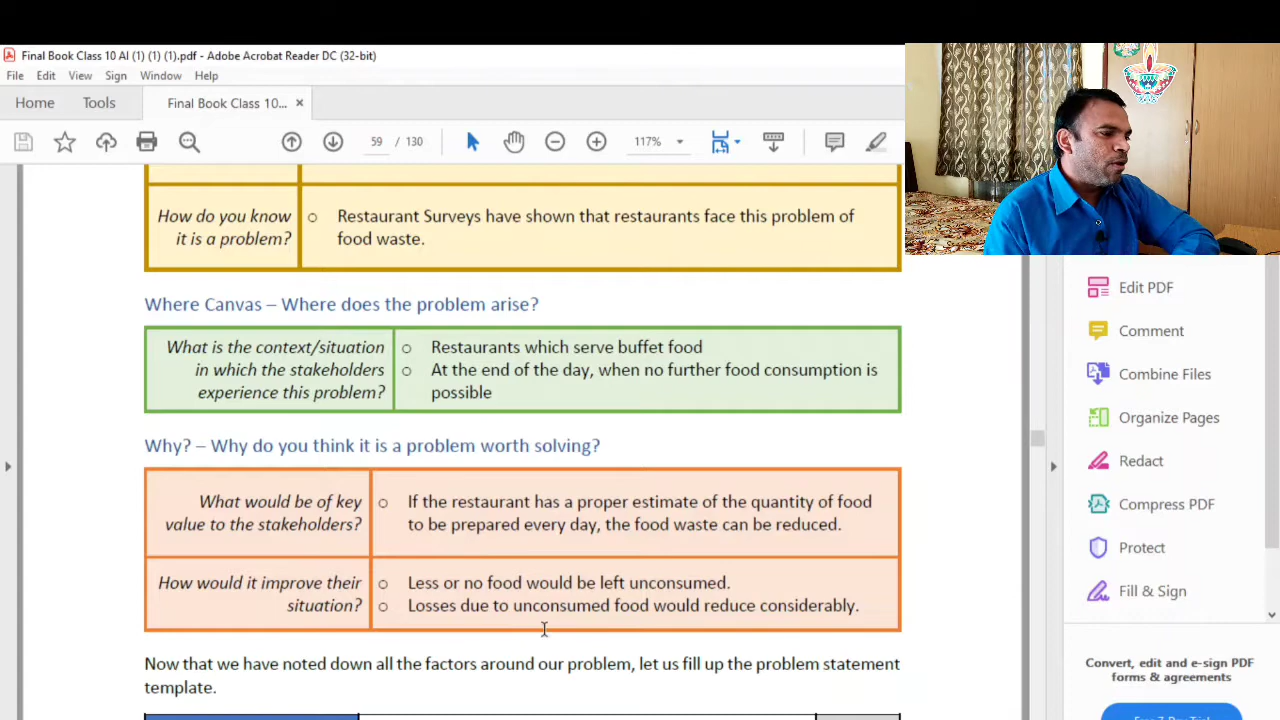 Final Book Class 10 AI (1) (1) (1).pdf - Adobe Acrobat Reader DC (32-bit)
File Edit View Sign Window Help
Home Tools Final Book Class 10... ×
59 / 130 117%
How do you know
it is a problem?
○ Restaurant Surveys have shown that restaurants face this problem of
food waste.
Where Canvas – Where does the problem arise?
What is the context/situation
in which the stakeholders
experience this problem?
○ Restaurants which serve buffet food
○ At the end of the day, when no further food consumption is
possible
Why? – Why do you think it is a problem worth solving?
What would be of key
value to the stakeholders?
○ If the restaurant has a proper estimate of the quantity of food
to be prepared every day, the food waste can be reduced.
How would it improve their
situation?
○ Less or no food would be left unconsumed.
○ Losses due to unconsumed food would reduce considerably.
Now that we have noted down all the factors around our problem, let us fill up the problem statement
template.
Edit PDF
Comment
Combine Files
Organize Pages
Redact
Compress PDF
Protect
Fill & Sign
Convert, edit and e-sign PDF
forms & agreements